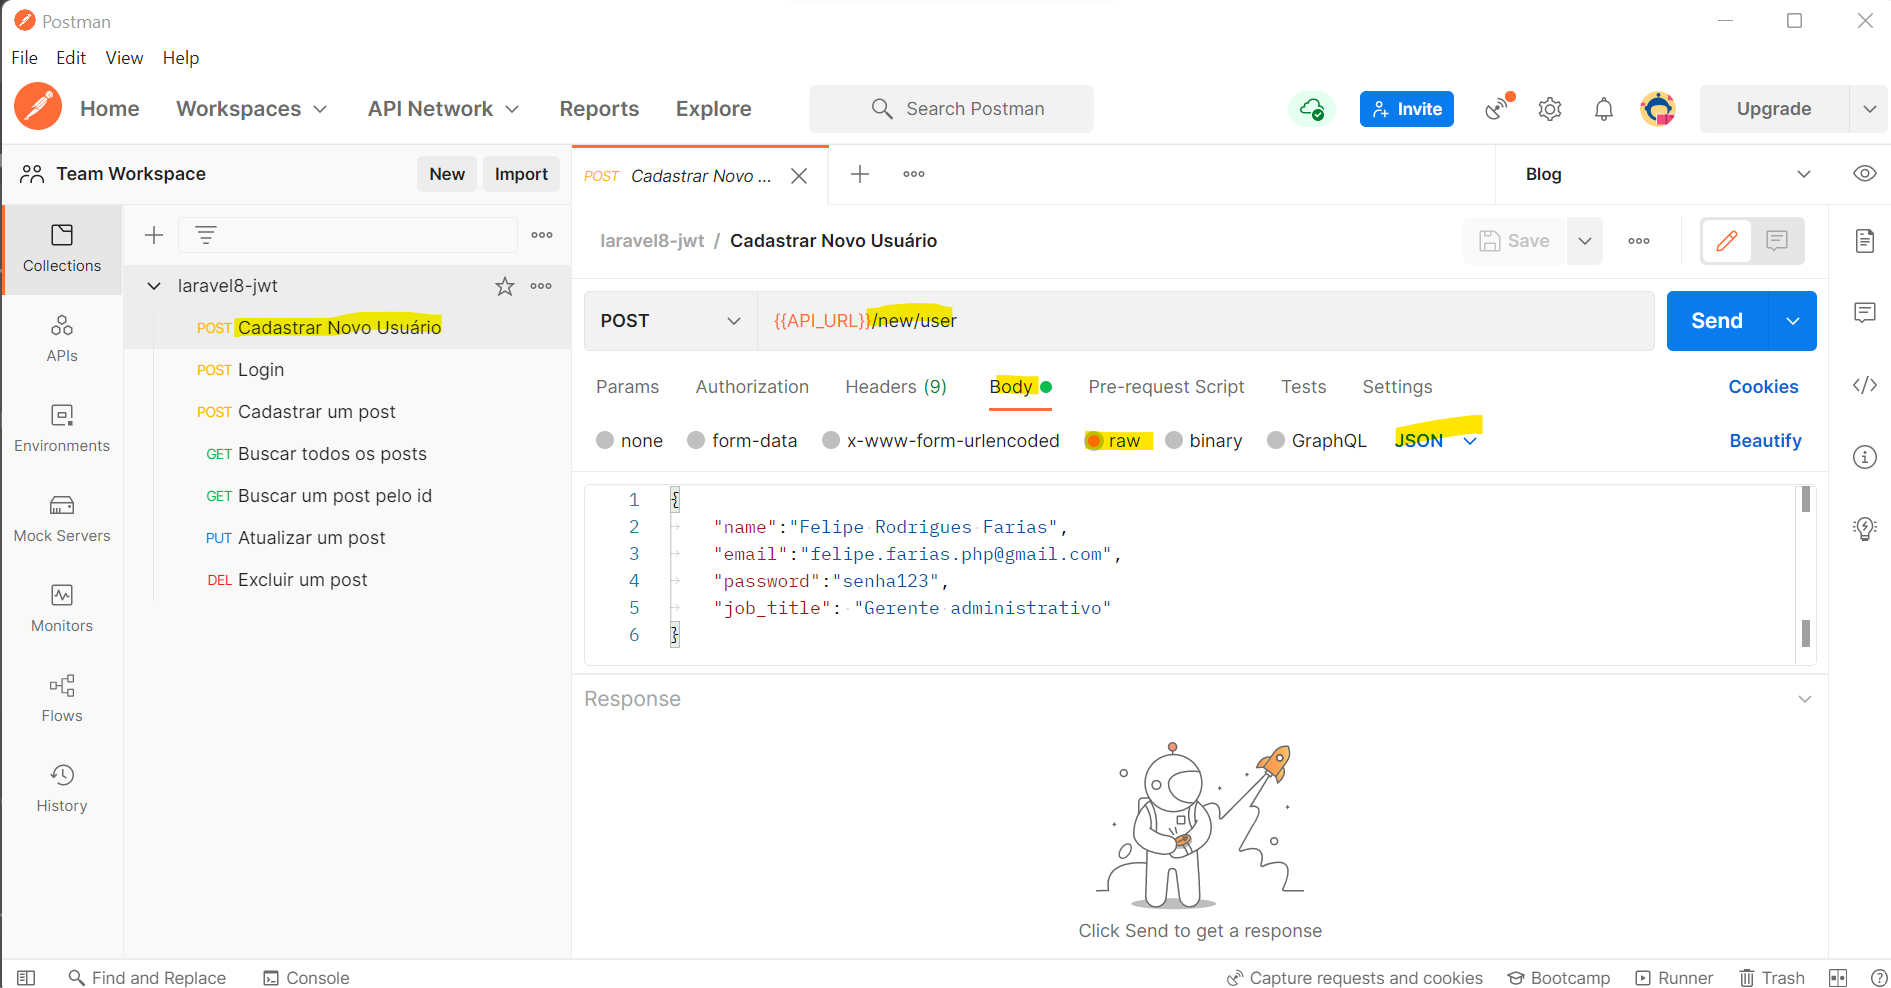 Postman
File Edit View Help
Home Workspaces API Network Reports Explore Search Postman Invite Upgrade
Team Workspace New Import POST Cadastrar Novo ... Blog
Collections
laravel8-jwt / Cadastrar Novo Usuário Save
laravel8-jwt
POST Cadastrar Novo Usuário
POST Login
POST Cadastrar um post
GET Buscar todos os posts
GET Buscar um post pelo id
PUT Atualizar um post
DEL Excluir um post
APIs
Environments
Mock Servers
Monitors
Flows
History
POST {{API_URL}}/new/user Send
Params Authorization Headers (9) Body Pre-request Script Tests Settings Cookies
none form-data x-www-form-urlencoded raw binary GraphQL JSON Beautify
1 {
2 "name":"Felipe Rodrigues Farias",
3 "email":"felipe.farias.php@gmail.com",
4 "password":"senha123",
5 "job_title": "Gerente administrativo"
6 }
Response
Click Send to get a response
Find and Replace Console Capture requests and cookies Bootcamp Runner Trash